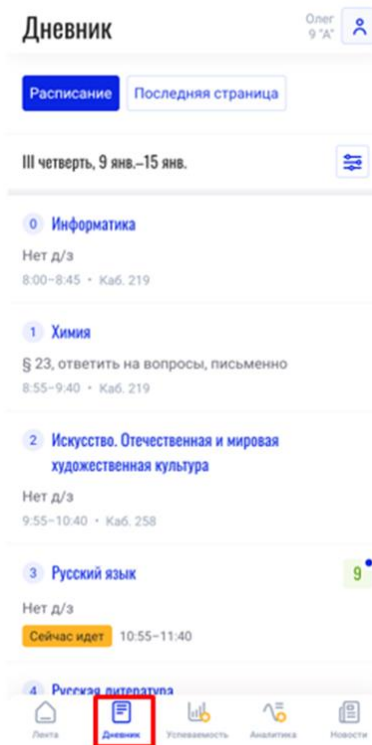 Дневник
Олег
9 "А"
Расписание
Последняя страница
III четверть, 9 янв.–15 янв.
0 Информатика
Нет д/з
8:00–8:45 • Каб. 219
1 Химия
§ 23, ответить на вопросы, письменно
8:55–9:40 • Каб. 219
2 Искусство. Отечественная и мировая
художественная культура
Нет д/з
9:55–10:40 • Каб. 258
3 Русский язык
9
Нет д/з
Сейчас идет 10:55–11:40
4 Русская литература
Лента
Дневник
Успеваемость
Аналитика
Новости